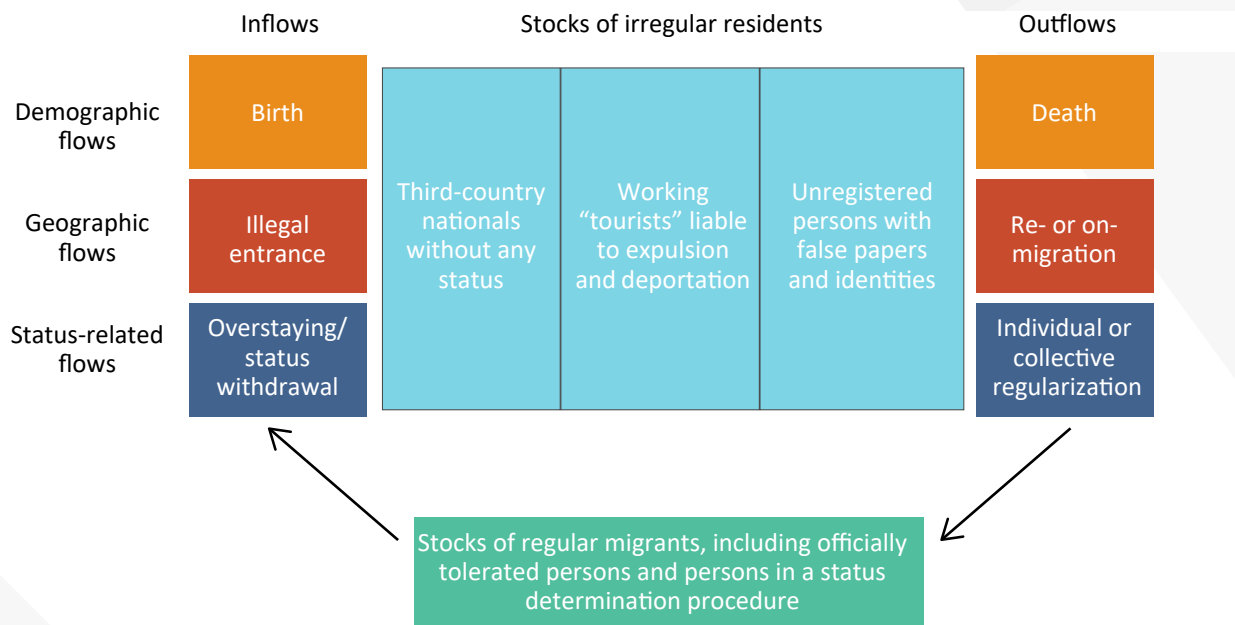 Inflows
Stocks of irregular residents
Outflows
Demographic
flows
Birth
Death
Geographic
flows
Illegal
entrance
Third-country
nationals
without any
status
Working
“tourists” liable
to expulsion
and deportation
Unregistered
persons with
false papers
and identities
Re- or on-
migration
Status-related
flows
Overstaying/
status
withdrawal
Individual or
collective
regularization
Stocks of regular migrants, including officially
tolerated persons and persons in a status
determination procedure